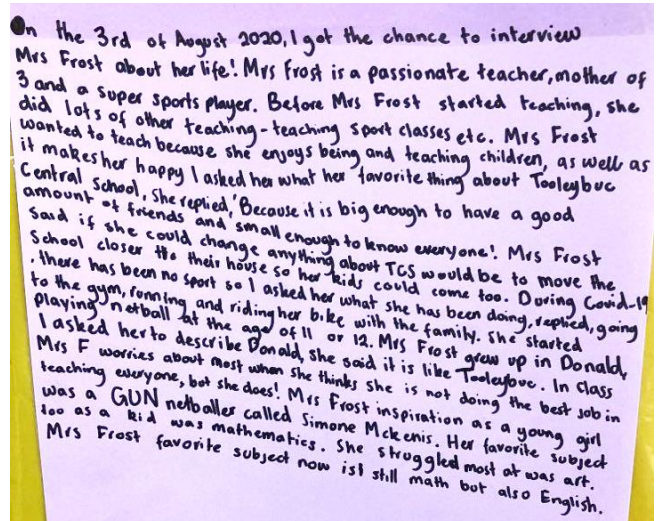 On the 3rd of August 2020, I got the chance to interview
Mrs Frost about her life! Mrs Frost is a passionate teacher, mother of
3 and a super sports player. Before Mrs Frost started teaching, she
did lots of other teaching - teaching sport classes etc. Mrs Frost
wanted to teach because she enjoys being and teaching children, as well as
it makes her happy I asked her what her favorite thing about Tooleybuc
Central School, She replied, 'Because it is big enough to have a good
amount of friends and small enough to know everyone'. Mrs Frost
said if she could change anything about TCS would be to move the
School closer to their house so her kids could come too. During Covid-19
, there has been no sport so I asked her what she has been doing, replied, going
to the gym, running and riding her bike with the family. She started
playing netball at the age of 11 or 12. Mrs Frost grew up in Donald,
I asked her to describe Donald, She said it is like Tooleybuc. In class
Mrs F worries about most when she thinks she is not doing the best job in
teaching everyone, but she does! Mrs Frost inspiration as a young girl
was a GUN netballer called Simone Mckenis. Her favorite subject
too as a kid was mathematics. She struggled most at was art.
Mrs Frost favorite subject now is still math but also English.